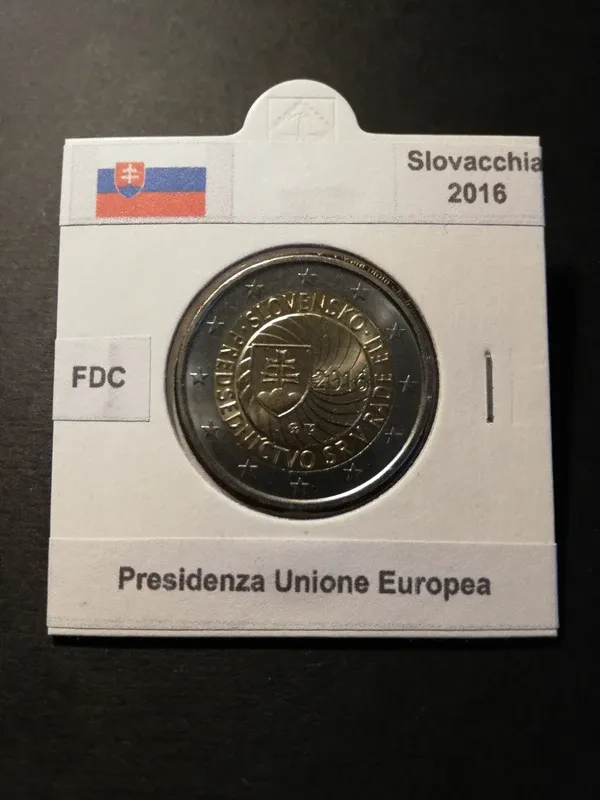 Slovacchia
2016
FDC
·SLOVENSKO·
PREDSEDNÍCTVO SR V RADE EÚ
2016
Presidenza Unione Europea